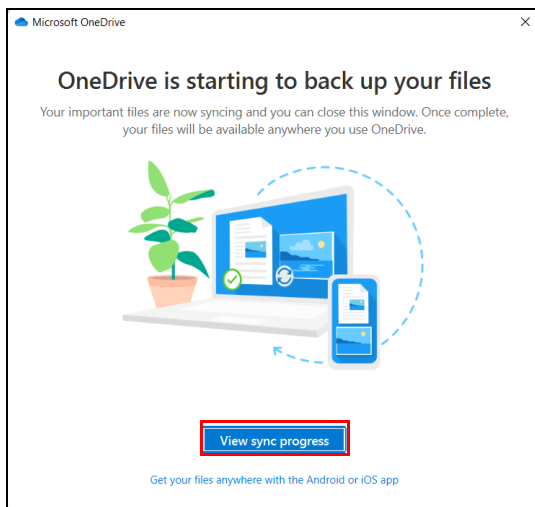 Microsoft OneDrive
OneDrive is starting to back up your files
Your important files are now syncing and you can close this window. Once complete,
your files will be available anywhere you use OneDrive.
View sync progress
Get your files anywhere with the Android or iOS app